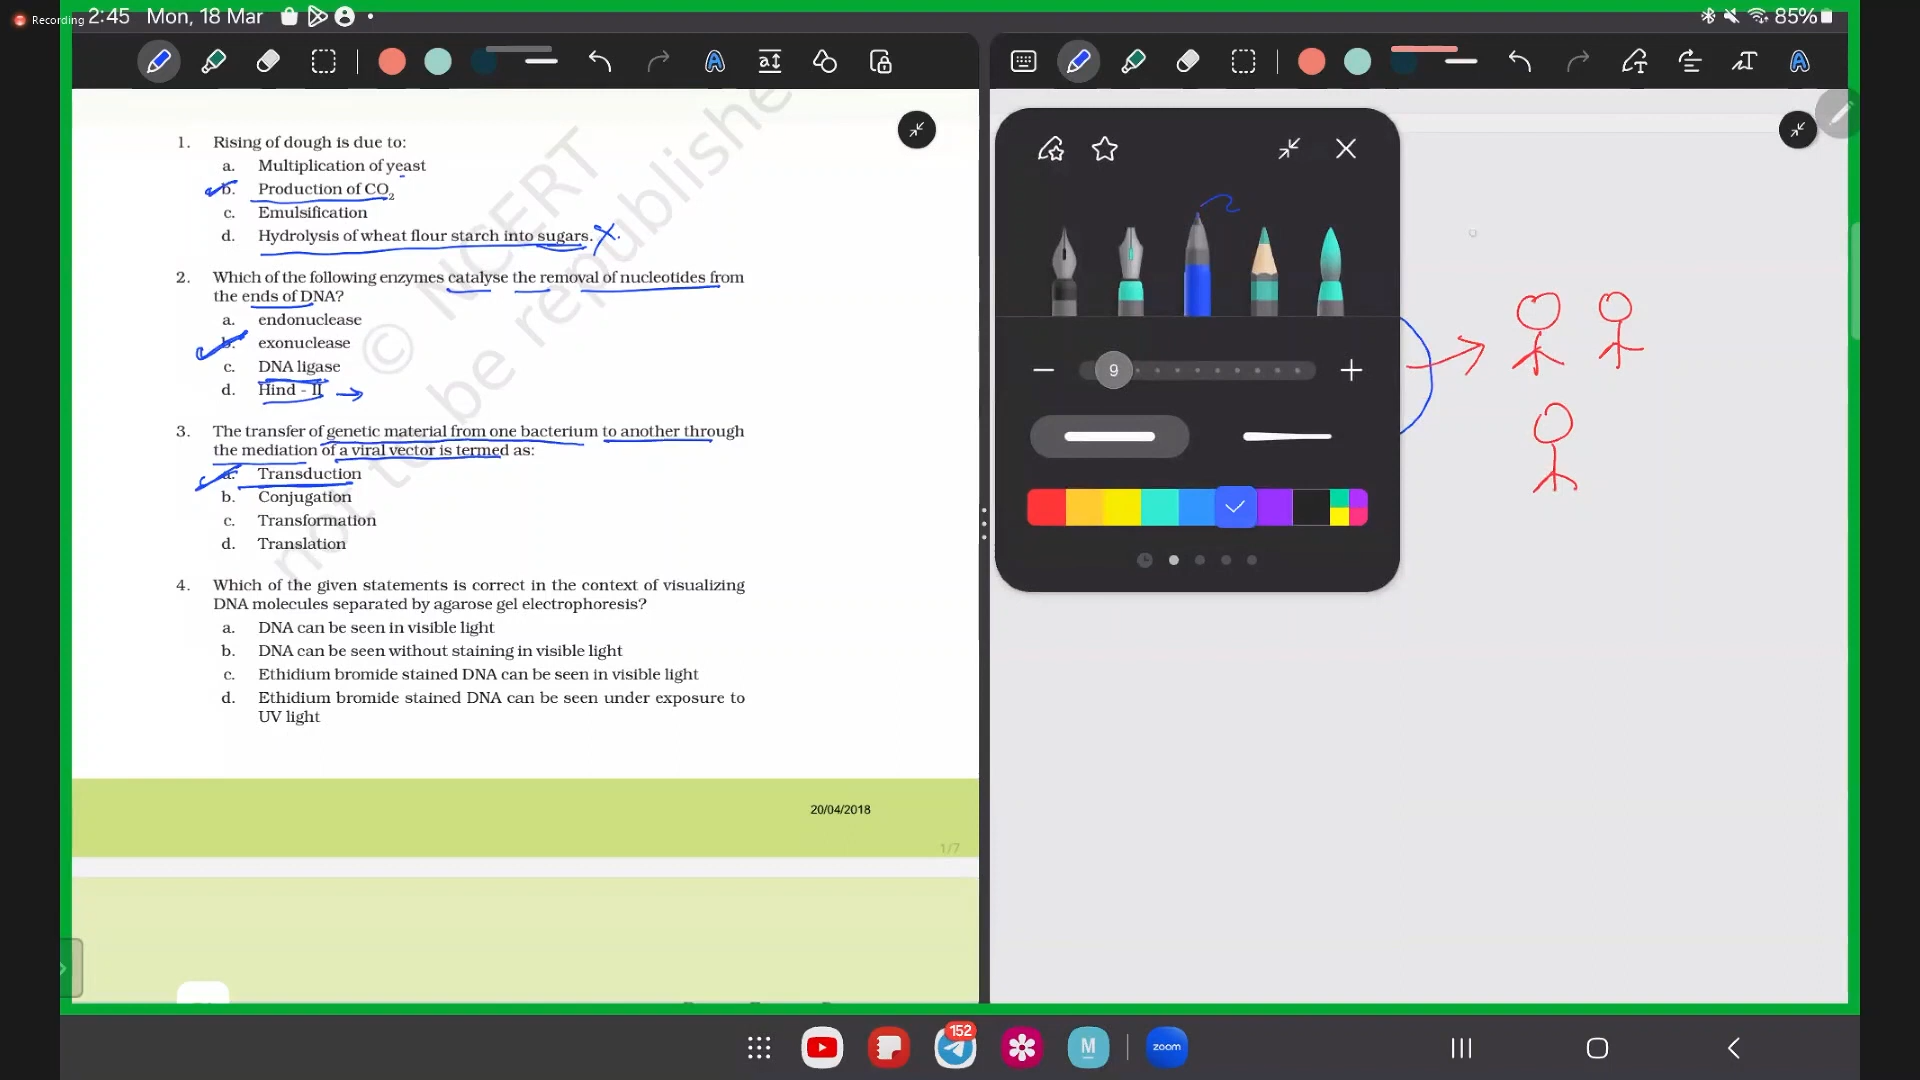 Recording 2:45 Mon, 18 Mar
85%
1. Rising of dough is due to:
a. Multiplication of yeast
b. Production of CO2
c. Emulsification
d. Hydrolysis of wheat flour starch into sugars.
2. Which of the following enzymes catalyse the removal of nucleotides from
the ends of DNA?
a. endonuclease
b. exonuclease
c. DNA ligase
d. Hind - II
3. The transfer of genetic material from one bacterium to another through
the mediation of a viral vector is termed as:
a. Transduction
b. Conjugation
c. Transformation
d. Translation
4. Which of the given statements is correct in the context of visualizing
DNA molecules separated by agarose gel electrophoresis?
a. DNA can be seen in visible light
b. DNA can be seen without staining in visible light
c. Ethidium bromide stained DNA can be seen in visible light
d. Ethidium bromide stained DNA can be seen under exposure to
UV light
© NCERT
not to be republishe
20/04/2018
1/7
9
152
M
zoom